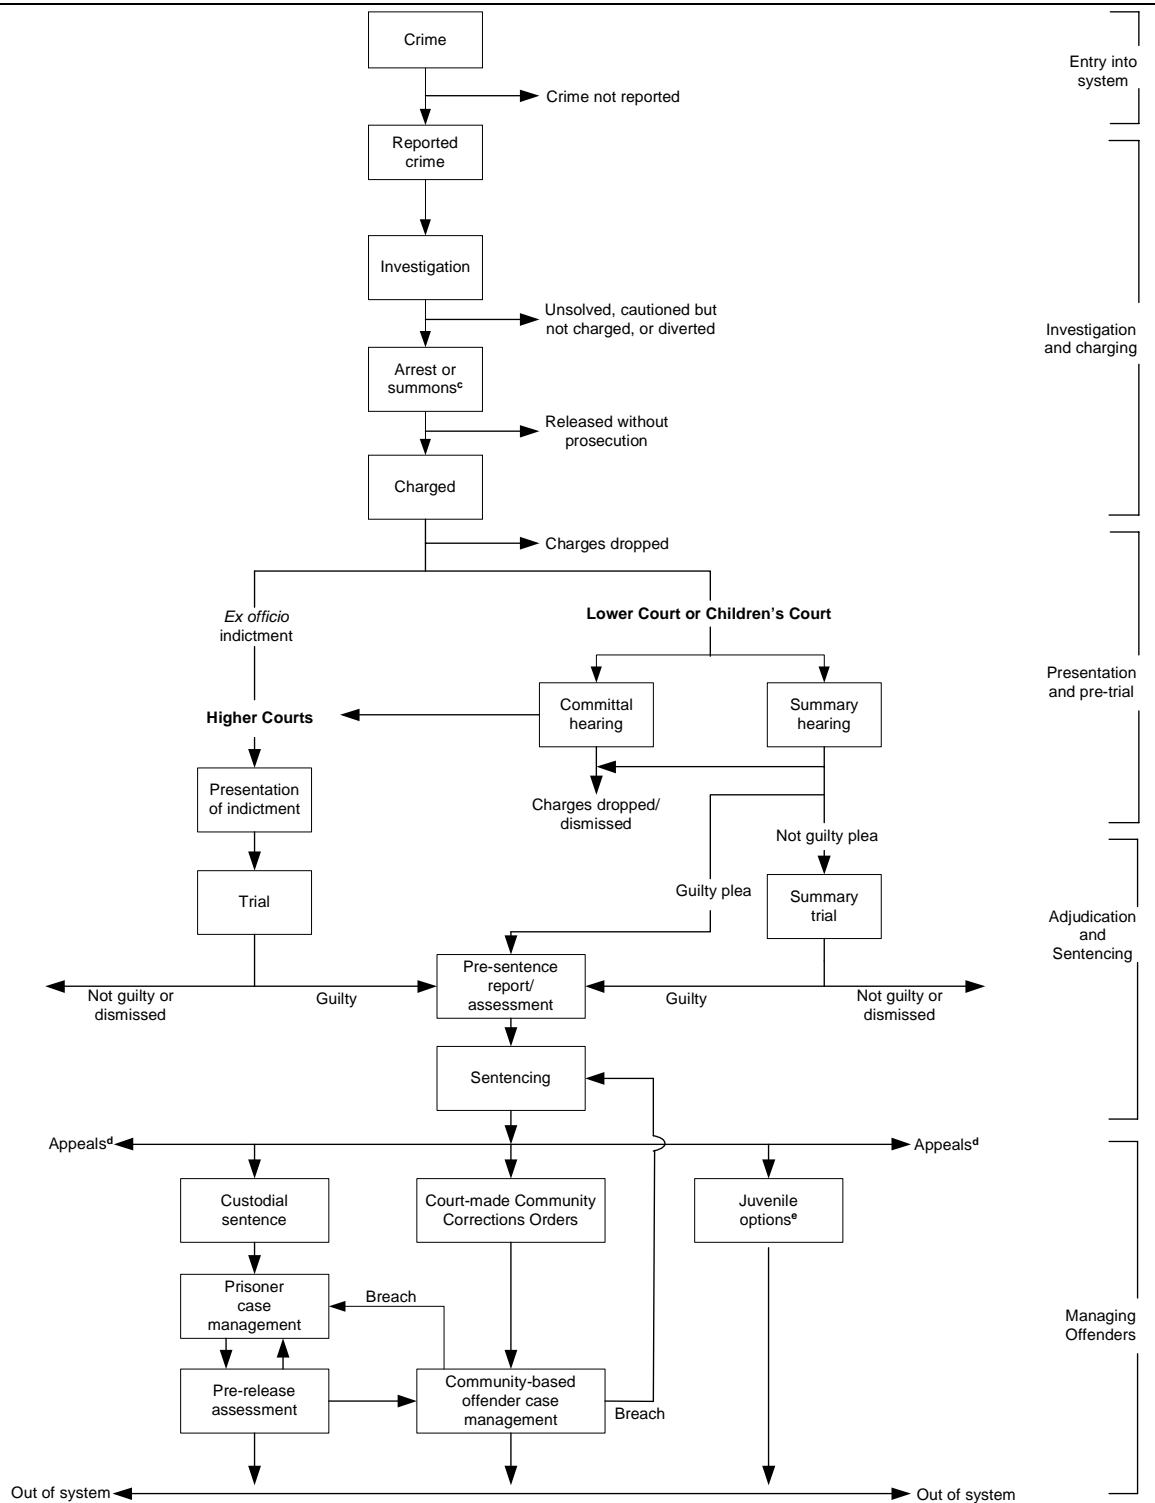 Crime
Entry into
system
Crime not reported
Reported
crime
Investigation
Unsolved, cautioned but
not charged, or diverted
Investigation
and charging
Arrest or
summonsᶜ
Released without
prosecution
Charged
Charges dropped
Ex officio
indictment
Lower Court or Children’s Court
Presentation
and pre-trial
Committal
hearing
Summary
hearing
Higher Courts
Presentation
of indictment
Charges dropped/
dismissed
Not guilty plea
Guilty plea
Trial
Summary
trial
Adjudication
and
Sentencing
Pre-sentence
report/
assessment
Not guilty or
dismissed
Guilty
Guilty
Not guilty or
dismissed
Sentencing
Appealsᵈ
Appealsᵈ
Custodial
sentence
Court-made Community
Corrections Orders
Juvenile
optionsᵉ
Prisoner
case
management
Breach
Managing
Offenders
Pre-release
assessment
Community-based
offender case
management
Breach
Out of system
Out of system